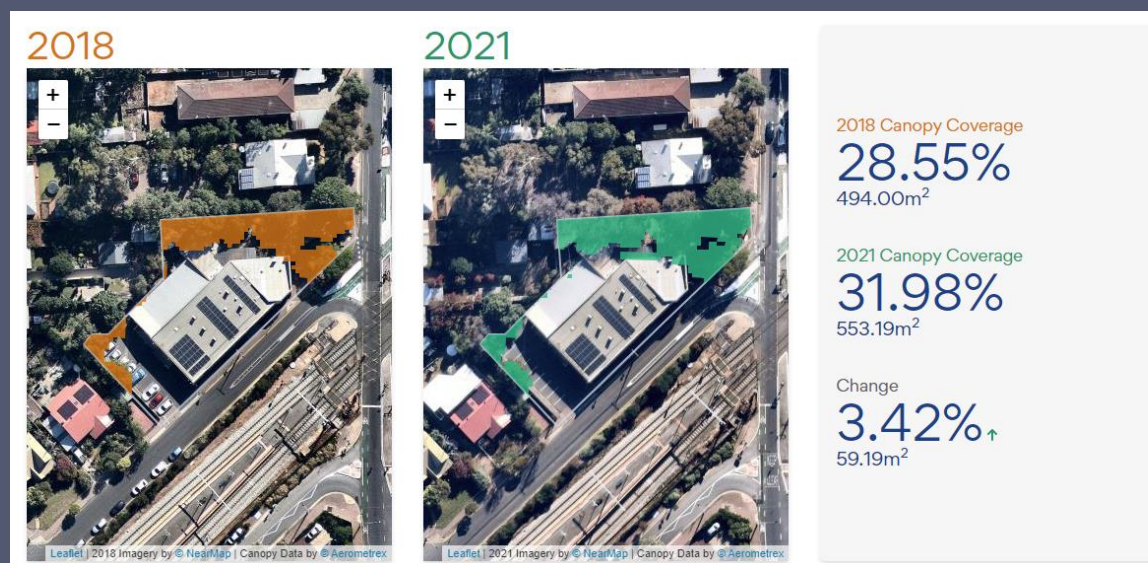 2018
+
−
Leaflet | 2018 Imagery by © NearMap | Canopy Data by © Aerometrex
2021
+
−
Leaflet | 2021 Imagery by © NearMap | Canopy Data by © Aerometrex
2018 Canopy Coverage
28.55%
494.00m²
2021 Canopy Coverage
31.98%
553.19m²
Change
3.42% ↑
59.19m²